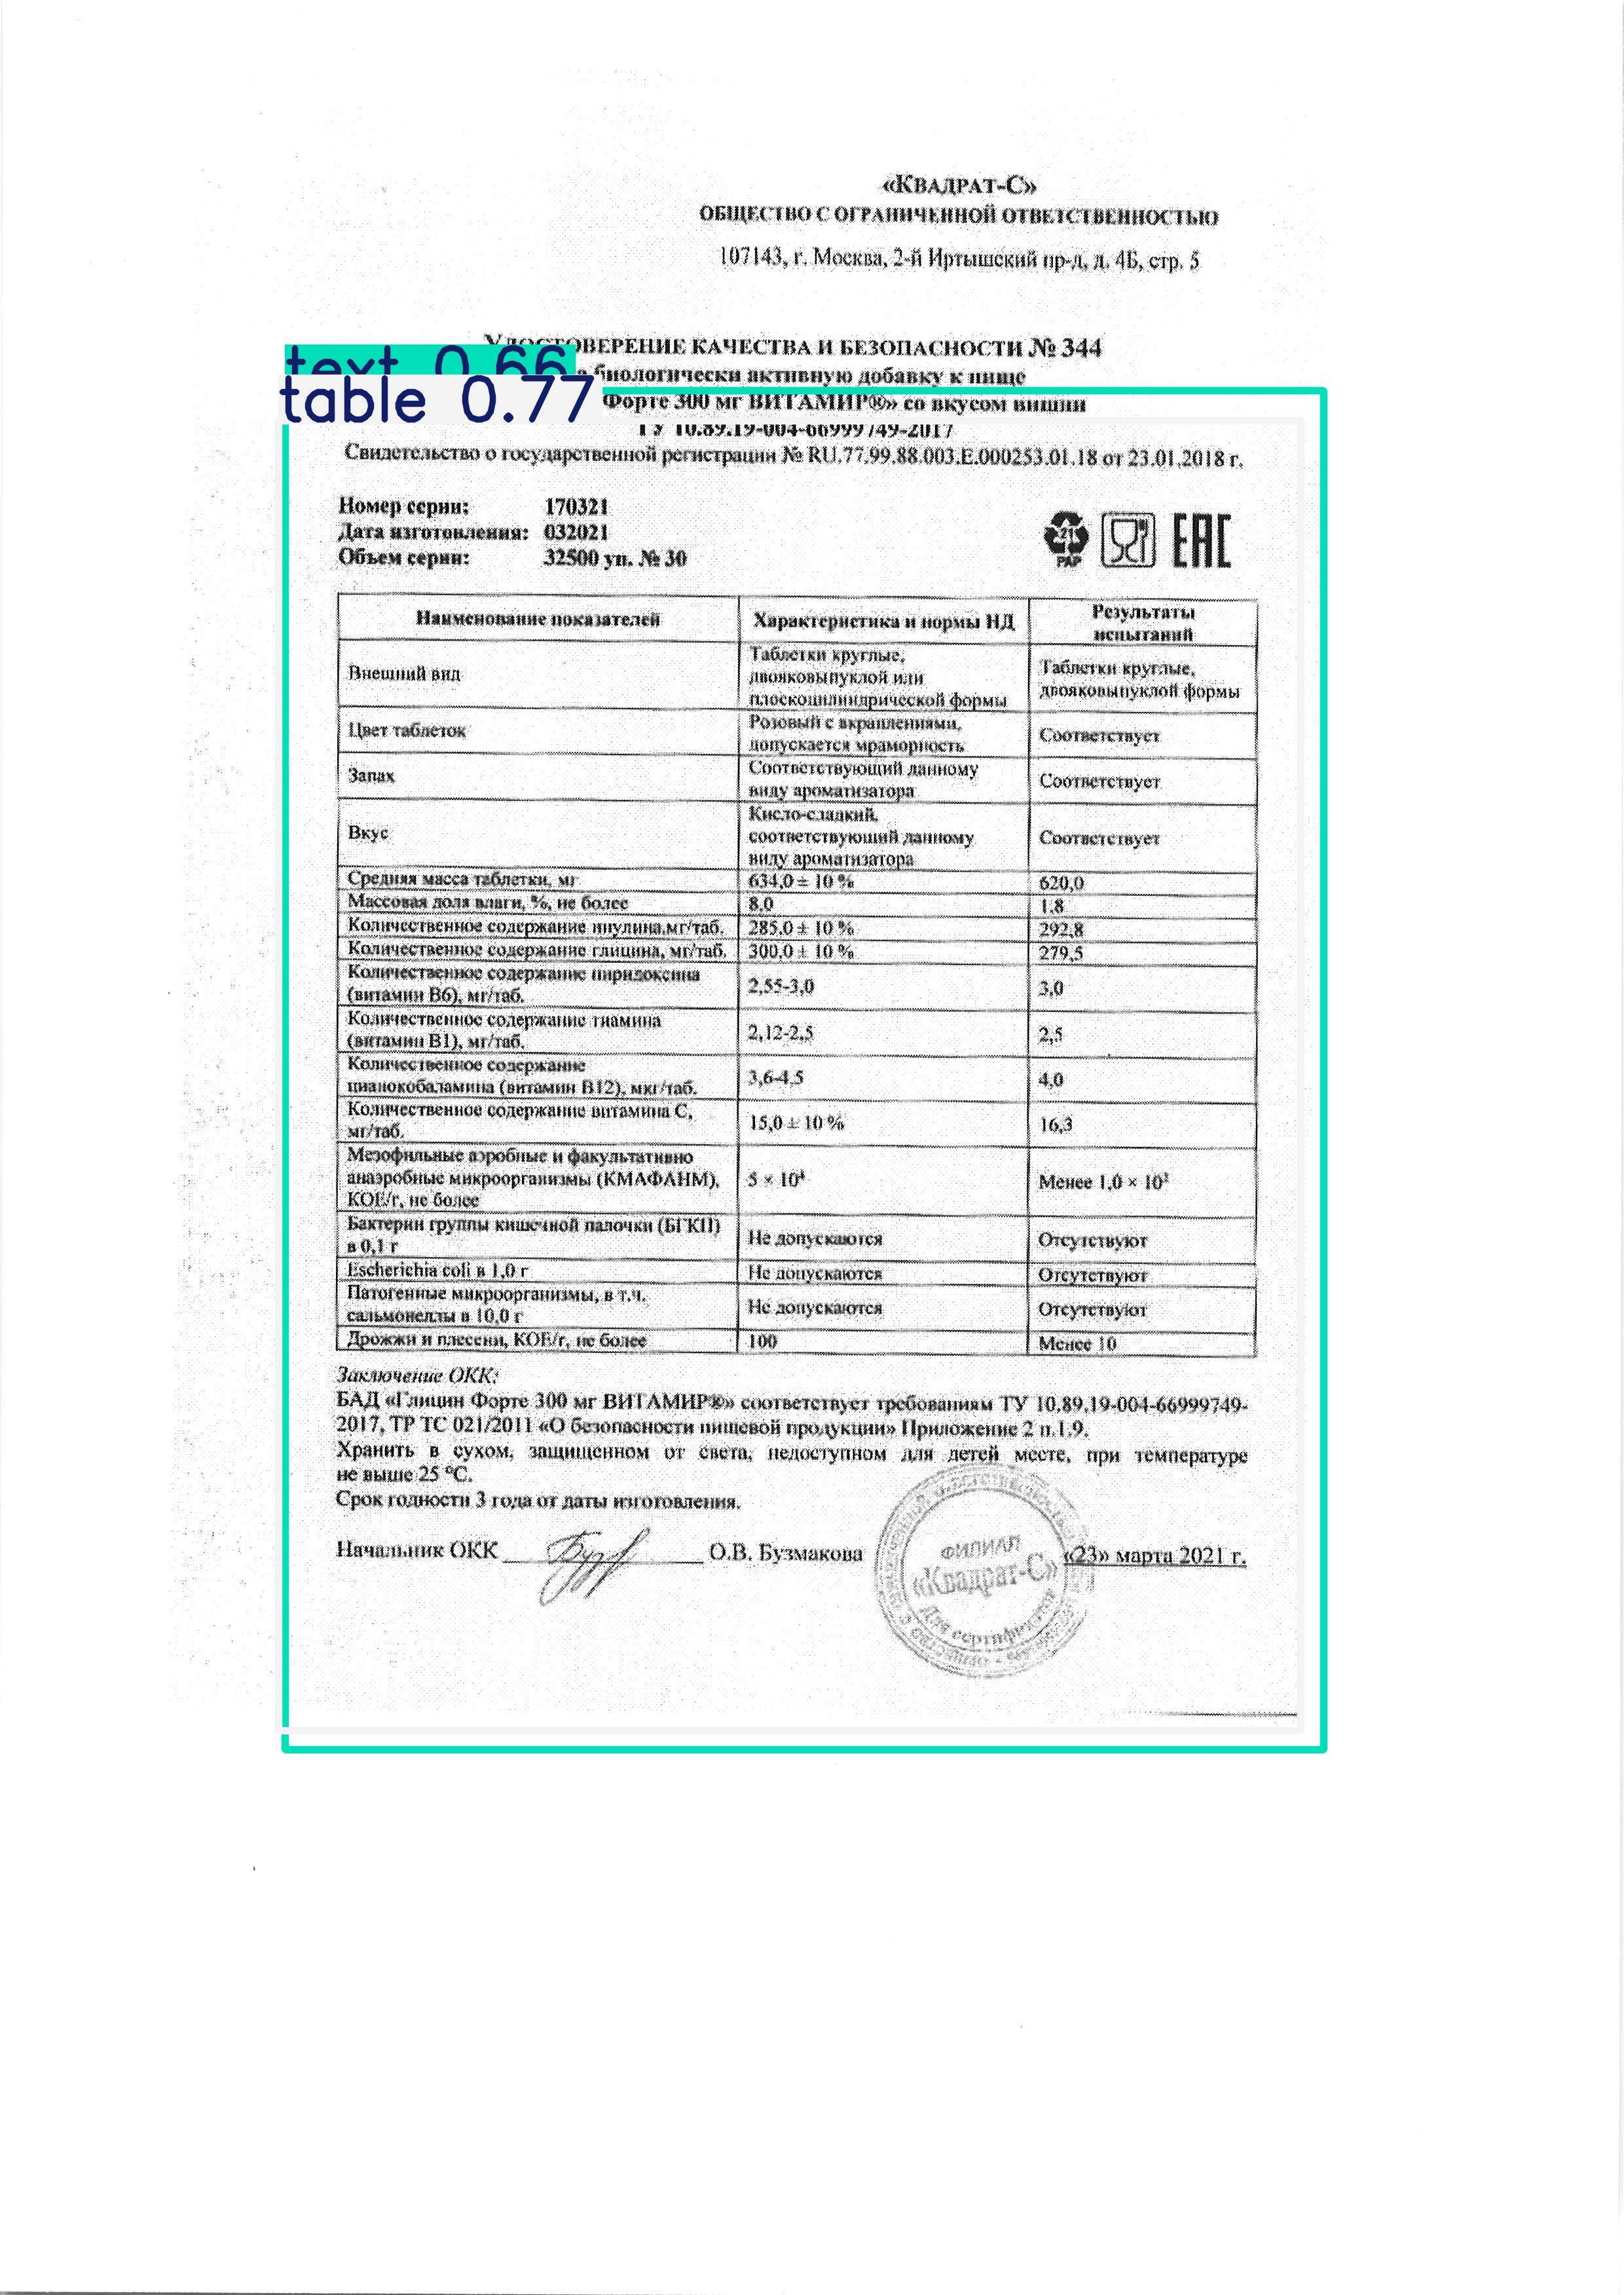 «КВАДРАТ-С»
ОБЩЕСТВО С ОГРАНИЧЕННОЙ ОТВЕТСТВЕННОСТЬЮ
107143, г. Москва, 2-й Иртышский пр-д, д. 4Б, стр. 5
УДОСТОВЕРЕНИЕ КАЧЕСТВА И БЕЗОПАСНОСТИ № 344
text 0.66
биологически активную добавку к пище
table 0.77
Форте 300 мг ВИТАМИР®» со вкусом вишни
ТУ 10.89.19-004-66999749-2017
Свидетельство о государственной регистрации № RU.77.99.88.003.Е.000253.01.18 от 23.01.2018 г.
Номер серии: 170321
Дата изготовления: 032021
Объем серии: 32500 уп. № 30
21
PAP
EAC
Наименование показателей Характеристика и нормы НД Результаты
испытаний
Внешний вид Таблетки круглые,
двояковыпуклой или
плоскоцилиндрической формы Таблетки круглые,
двояковыпуклой формы
Цвет таблеток Розовый с вкраплениями,
допускается мраморность Соответствует
Запах Соответствующий данному
виду ароматизатора Соответствует
Вкус Кисло-сладкий,
соответствующий данному
виду ароматизатора Соответствует
Средняя масса таблетки, мг 634,0 ± 10 % 620,0
Массовая доля влаги, %, не более 8,0 1,8
Количественное содержание инулина,мг/таб. 285,0 ± 10 % 292,8
Количественное содержание глицина, мг/таб. 300,0 ± 10 % 279,5
Количественное содержание пиридоксина
(витамин В6), мг/таб. 2,55-3,0 3,0
Количественное содержание тиамина
(витамин В1), мг/таб. 2,12-2,5 2,5
Количественное содержание
цианокобаламина (витамин В12), мкг/таб. 3,6-4,5 4,0
Количественное содержание витамина С,
мг/таб. 15,0 ± 10 % 16,3
Мезофильные аэробные и факультативно
анаэробные микроорганизмы (КМАФАНМ),
КОЕ/г, не более 5 × 10⁴ Менее 1,0 × 10²
Бактерии группы кишечной палочки (БГКП)
в 0,1 г Не допускаются Отсутствуют
Escherichia coli в 1,0 г Не допускаются Отсутствуют
Патогенные микроорганизмы, в т.ч.
сальмонеллы в 10,0 г Не допускаются Отсутствуют
Дрожжи и плесени, КОЕ/г, не более 100 Менее 10
Заключение ОКК:
БАД «Глицин Форте 300 мг ВИТАМИР®» соответствует требованиям ТУ 10.89.19-004-66999749-
2017, ТР ТС 021/2011 «О безопасности пищевой продукции» Приложение 2 п.1.9.
Хранить в сухом, защищенном от света, недоступном для детей месте, при температуре
не выше 25 °С.
Срок годности 3 года от даты изготовления.
Начальник ОКК О.В. Бузмакова «23» марта 2021 г.
ФИЛИАЛ
«Квадрат-С»
Для сертификатов